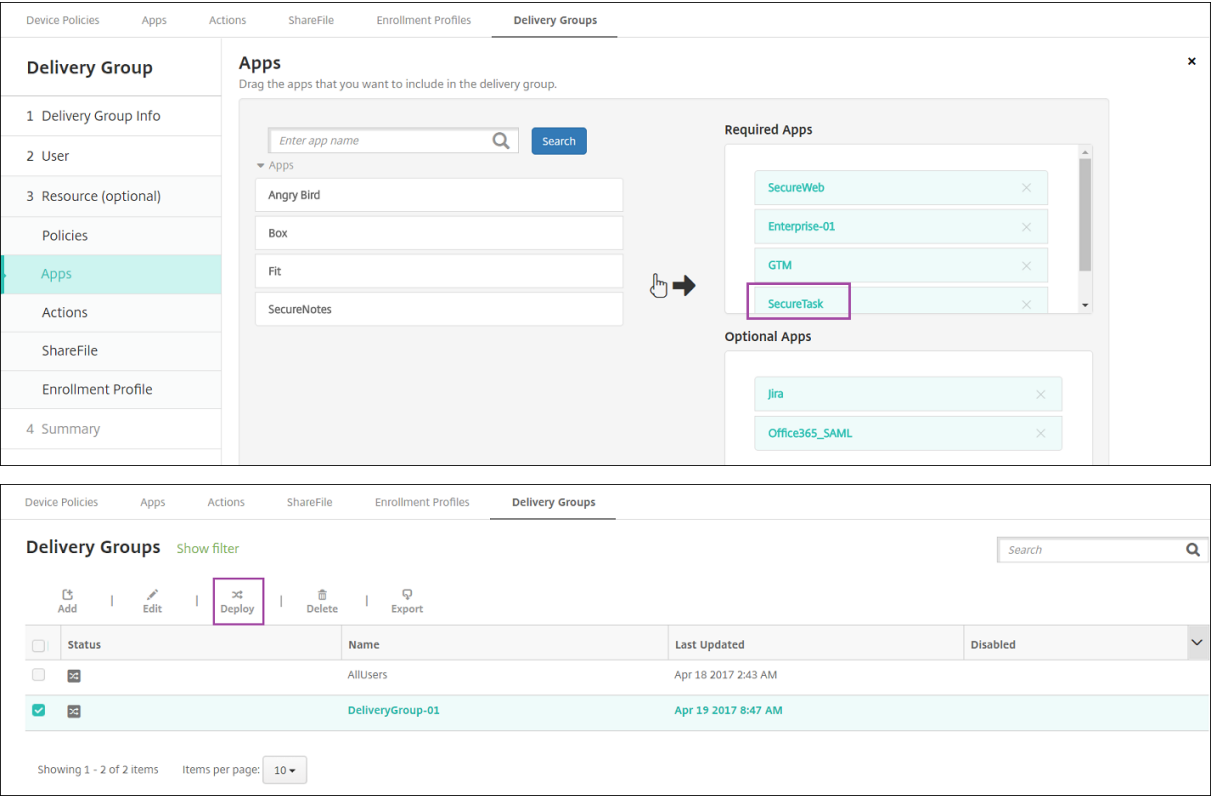 Device Policies Apps Actions ShareFile Enrollment Profiles Delivery Groups
Delivery Group
1 Delivery Group Info
2 User
3 Resource (optional)
Policies
Apps
Actions
ShareFile
Enrollment Profile
4 Summary
Apps
Drag the apps that you want to include in the delivery group.
Enter app name Search
Apps
Angry Bird
Box
Fit
SecureNotes
Required Apps
SecureWeb
Enterprise-01
GTM
SecureTask
Optional Apps
Jira
Office365_SAML
Device Policies Apps Actions ShareFile Enrollment Profiles Delivery Groups
Delivery Groups Show filter
Search
Add | Edit | Deploy | Delete | Export
Status Name Last Updated Disabled
AllUsers Apr 18 2017 2:43 AM
DeliveryGroup-01 Apr 19 2017 8:47 AM
Showing 1 - 2 of 2 items Items per page: 10